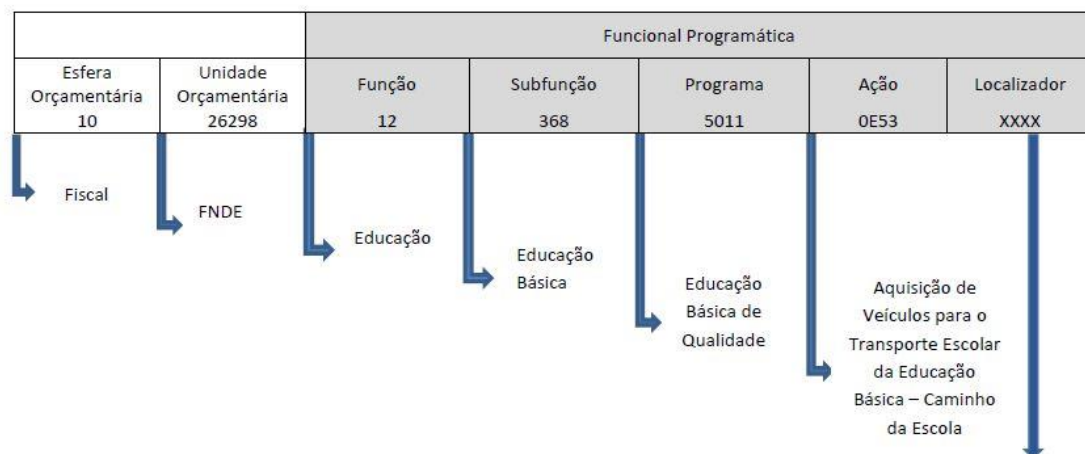 Funcional Programática
Esfera
Orçamentária
10
Unidade
Orçamentária
26298
Função
12
Subfunção
368
Programa
5011
Ação
0E53
Localizador
XXXX
Fiscal
FNDE
Educação
Educação
Básica
Educação
Básica de
Qualidade
Aquisição de
Veículos para o
Transporte Escolar
da Educação
Básica – Caminho
da Escola